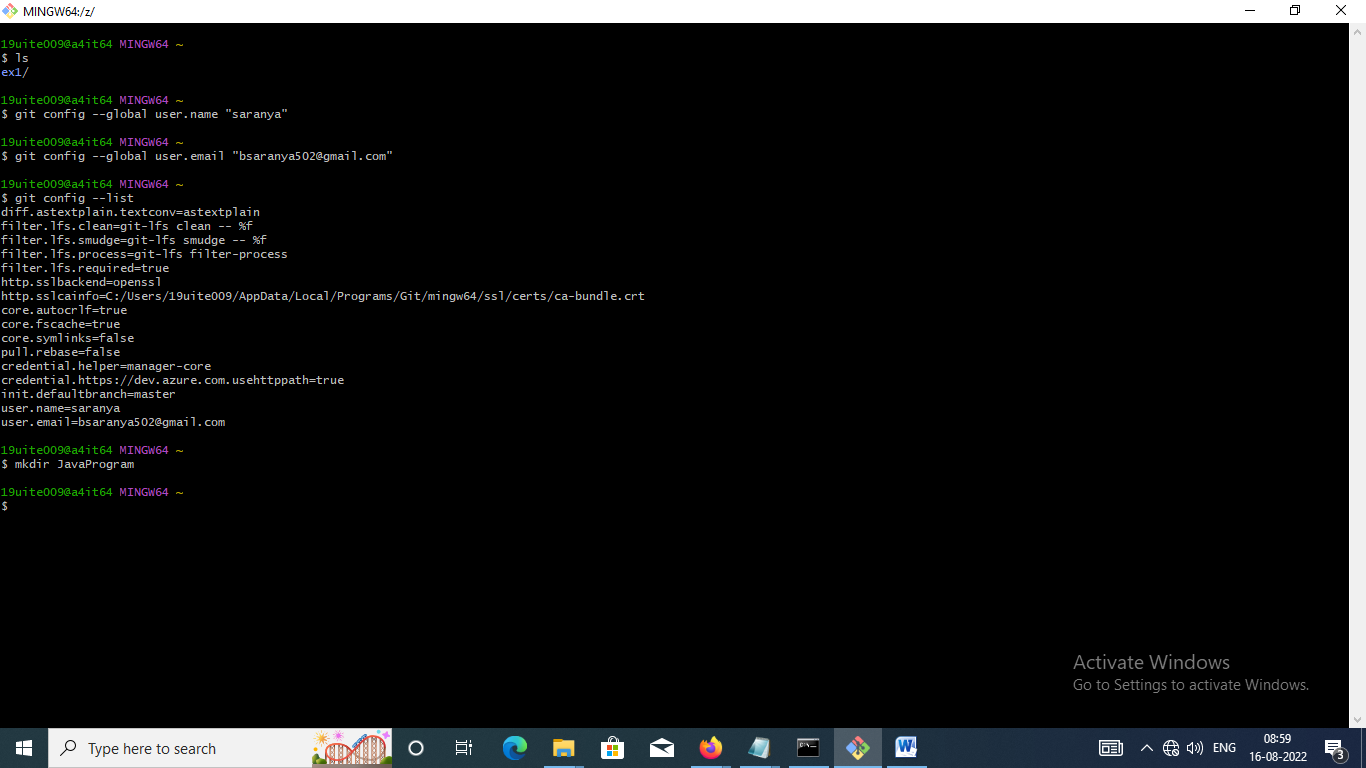 MINGW64:/z/
19uite009@a4it64 MINGW64 ~
$ ls
ex1/
19uite009@a4it64 MINGW64 ~
$ git config --global user.name "saranya"
19uite009@a4it64 MINGW64 ~
$ git config --global user.email "bsaranya502@gmail.com"
19uite009@a4it64 MINGW64 ~
$ git config --list
diff.astextplain.textconv=astextplain
filter.lfs.clean=git-lfs clean -- %f
filter.lfs.smudge=git-lfs smudge -- %f
filter.lfs.process=git-lfs filter-process
filter.lfs.required=true
http.sslbackend=openssl
http.sslcainfo=C:/Users/19uite009/AppData/Local/Programs/Git/mingw64/ssl/certs/ca-bundle.crt
core.autocrlf=true
core.fscache=true
core.symlinks=false
pull.rebase=false
credential.helper=manager-core
credential.https://dev.azure.com.usehttppath=true
init.defaultbranch=master
user.name=saranya
user.email=bsaranya502@gmail.com
19uite009@a4it64 MINGW64 ~
$ mkdir JavaProgram
19uite009@a4it64 MINGW64 ~
$
Activate Windows
Go to Settings to activate Windows.
Type here to search
ENG
08:59
16-08-2022
3